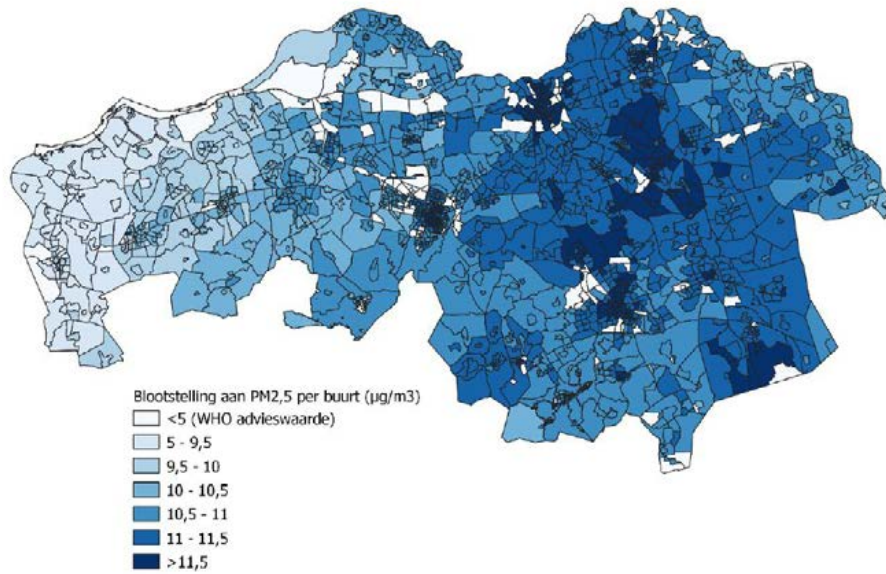 Blootstelling aan PM2,5 per buurt (µg/m3)
<5 (WHO advieswaarde)
5 - 9,5
9,5 - 10
10 - 10,5
10,5 - 11
11 - 11,5
>11,5